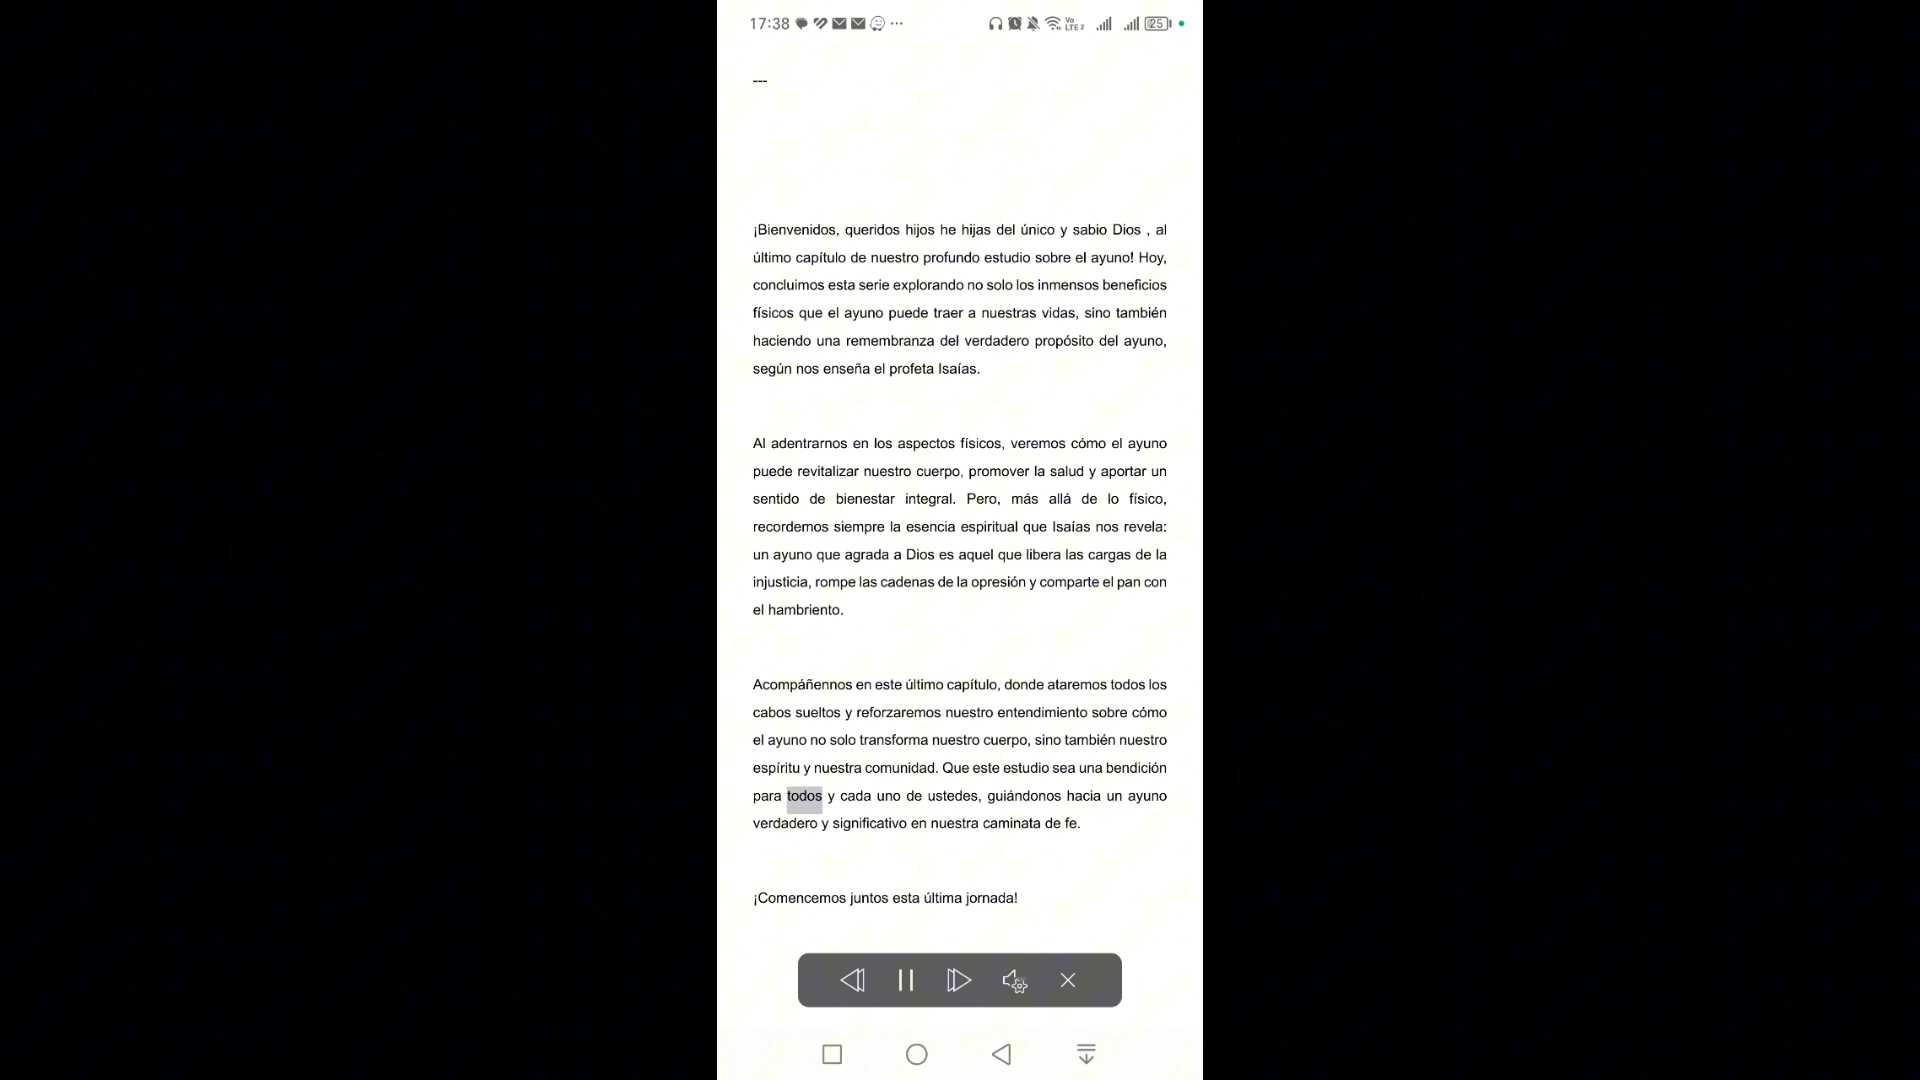 17:38
Vo
LTE 2
25
---
¡Bienvenidos, queridos hijos he hijas del único y sabio Dios , al
último capítulo de nuestro profundo estudio sobre el ayuno! Hoy,
concluimos esta serie explorando no solo los inmensos beneficios
físicos que el ayuno puede traer a nuestras vidas, sino también
haciendo una remembranza del verdadero propósito del ayuno,
según nos enseña el profeta Isaías.
Al adentrarnos en los aspectos físicos, veremos cómo el ayuno
puede revitalizar nuestro cuerpo, promover la salud y aportar un
sentido de bienestar integral. Pero, más allá de lo físico,
recordemos siempre la esencia espiritual que Isaías nos revela:
un ayuno que agrada a Dios es aquel que libera las cargas de la
injusticia, rompe las cadenas de la opresión y comparte el pan con
el hambriento.
Acompáñennos en este último capítulo, donde ataremos todos los
cabos sueltos y reforzaremos nuestro entendimiento sobre cómo
el ayuno no solo transforma nuestro cuerpo, sino también nuestro
espíritu y nuestra comunidad. Que este estudio sea una bendición
para todos y cada uno de ustedes, guiándonos hacia un ayuno
verdadero y significativo en nuestra caminata de fe.
¡Comencemos juntos esta última jornada!